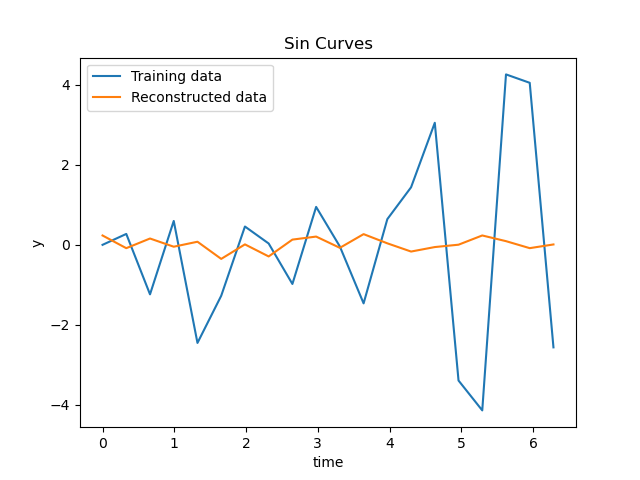 Sin Curves
Training data
Reconstructed data
4
2
0
−2
−4
y
0 1 2 3 4 5 6
time